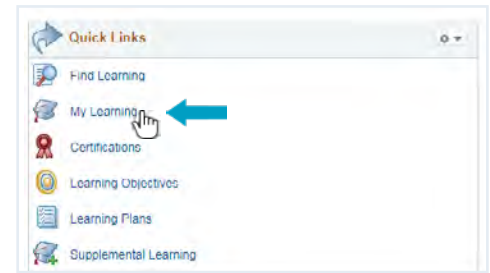 Quick Links
Find Learning
My Learning
Certifications
Learning Objectives
Learning Plans
Supplemental Learning